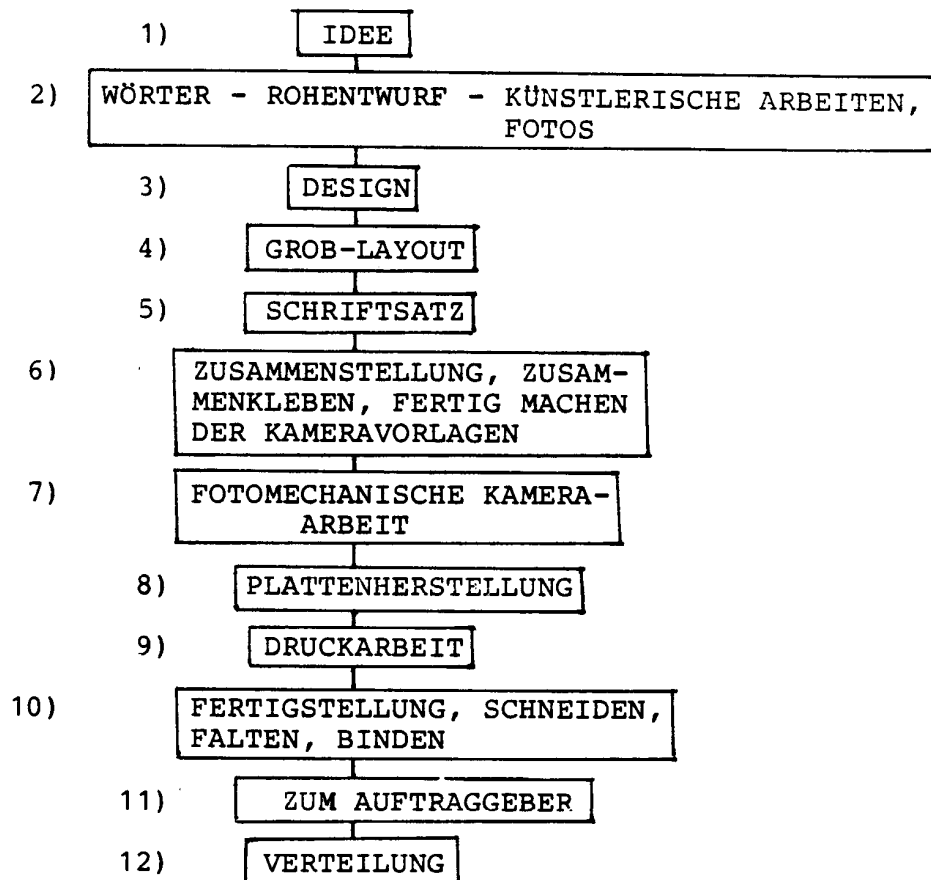 1) IDEE
2) WÖRTER - ROHENTWURF - KÜNSTLERISCHE ARBEITEN,
FOTOS
3) DESIGN
4) GROB-LAYOUT
5) SCHRIFTSATZ
6) ZUSAMMENSTELLUNG, ZUSAM-
MENKLEBEN, FERTIG MACHEN
DER KAMERAVORLAGEN
7) FOTOMECHANISCHE KAMERA-
ARBEIT
8) PLATTENHERSTELLUNG
9) DRUCKARBEIT
10) FERTIGSTELLUNG, SCHNEIDEN,
FALTEN, BINDEN
11) ZUM AUFTRAGGEBER
12) VERTEILUNG